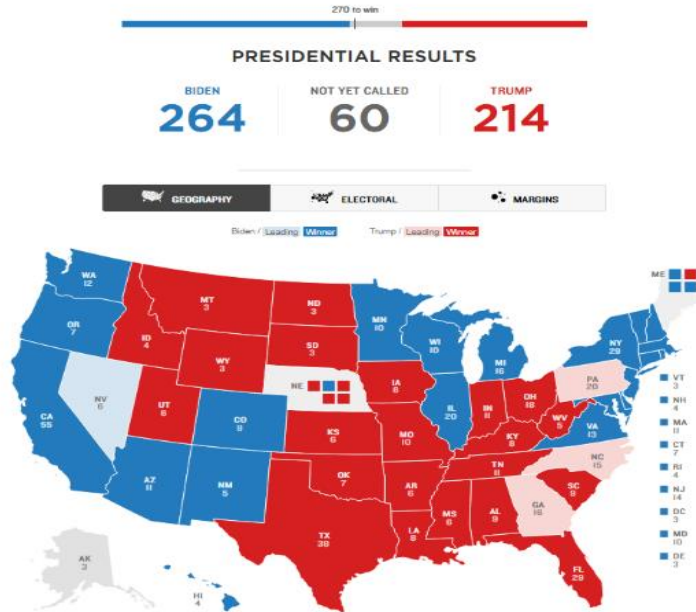 270 to win
PRESIDENTIAL RESULTS
BIDEN
264
NOT YET CALLED
60
TRUMP
214
GEOGRAPHY
ELECTORAL
MARGINS
Biden / Leading Winner
Trump / Leading Winner
WA
12
OR
7
CA
55
NV
6
ID
4
MT
3
WY
3
UT
6
AZ
11
CO
9
NM
5
ND
3
SD
3
NE
KS
6
OK
7
TX
38
MN
10
IA
6
MO
10
AR
6
LA
8
WI
10
IL
20
MI
16
IN
11
OH
18
KY
8
TN
11
MS
6
AL
9
GA
16
FL
29
SC
9
NC
15
VA
13
WV
5
PA
20
NY
29
ME
VT
3
NH
4
MA
11
CT
7
RI
4
NJ
14
DC
3
MD
10
DE
3
AK
3
HI
4